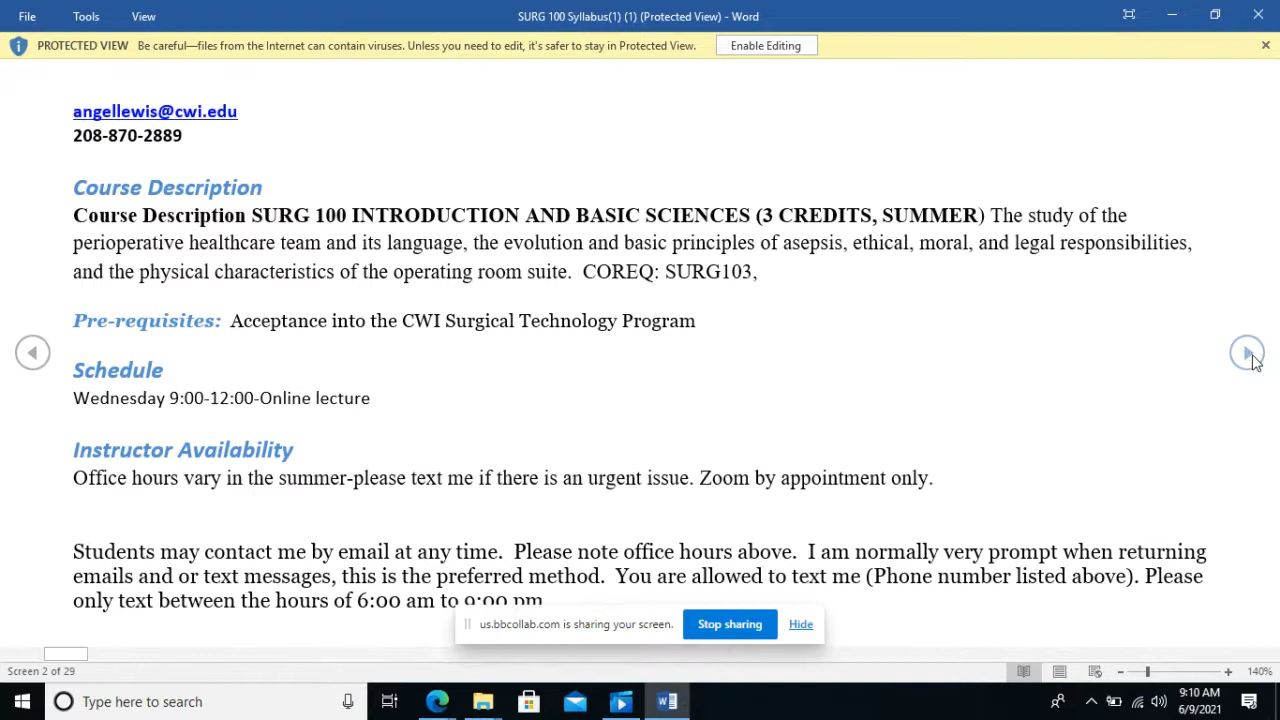 File Tools View SURG 100 Syllabus(1) (1) (Protected View) - Word
PROTECTED VIEW Be careful—files from the Internet can contain viruses. Unless you need to edit, it's safer to stay in Protected View. Enable Editing
angellewis@cwi.edu
208-870-2889
Course Description
Course Description SURG 100 INTRODUCTION AND BASIC SCIENCES (3 CREDITS, SUMMER) The study of the
perioperative healthcare team and its language, the evolution and basic principles of asepsis, ethical, moral, and legal responsibilities,
and the physical characteristics of the operating room suite. COREQ: SURG103,
Pre-requisites: Acceptance into the CWI Surgical Technology Program
Schedule
Wednesday 9:00-12:00-Online lecture
Instructor Availability
Office hours vary in the summer-please text me if there is an urgent issue. Zoom by appointment only.
Students may contact me by email at any time. Please note office hours above. I am normally very prompt when returning
emails and or text messages, this is the preferred method. You are allowed to text me (Phone number listed above). Please
only text between the hours of 6:00 am to 9:00 pm
us.bbcollab.com is sharing your screen. Stop sharing Hide
Screen 2 of 29 140%
Type here to search 9:10 AM
6/9/2021